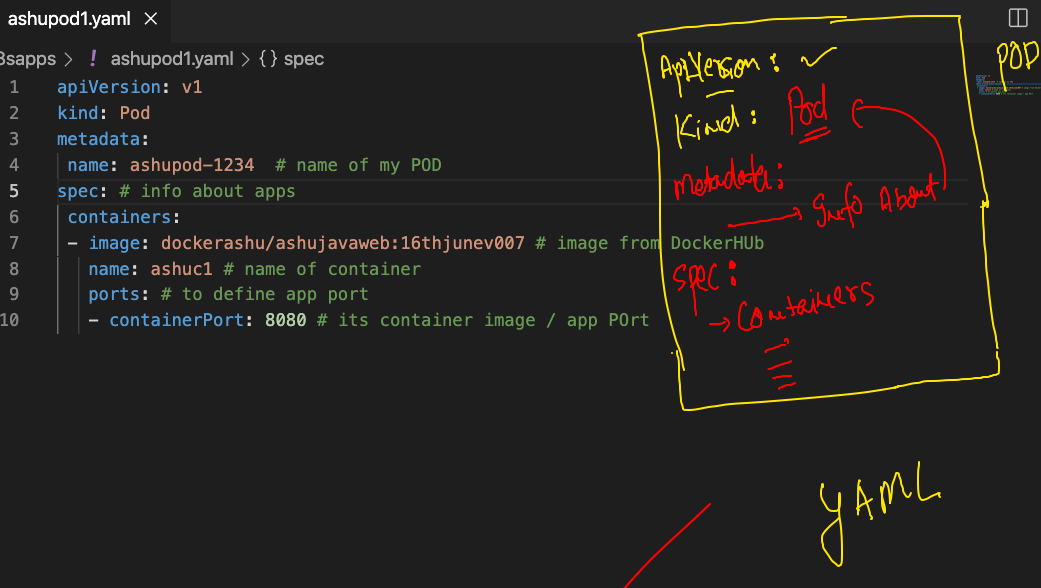 ashupod1.yaml
8sapps > ! ashupod1.yaml > {} spec
1 apiVersion: v1
2 kind: Pod
3 metadata:
4 name: ashupod-1234 # name of my POD
5 spec: # info about apps
6 containers:
7 - image: dockerashu/ashujavaweb:16thjunev007 # image from DockerHUb
8 name: ashuc1 # name of container
9 ports: # to define app port
10 - containerPort: 8080 # its container image / app POrt
POD
ApiVersion :
Kind : Pod
Metadata :
Info About
Spec :
Containers
YAML